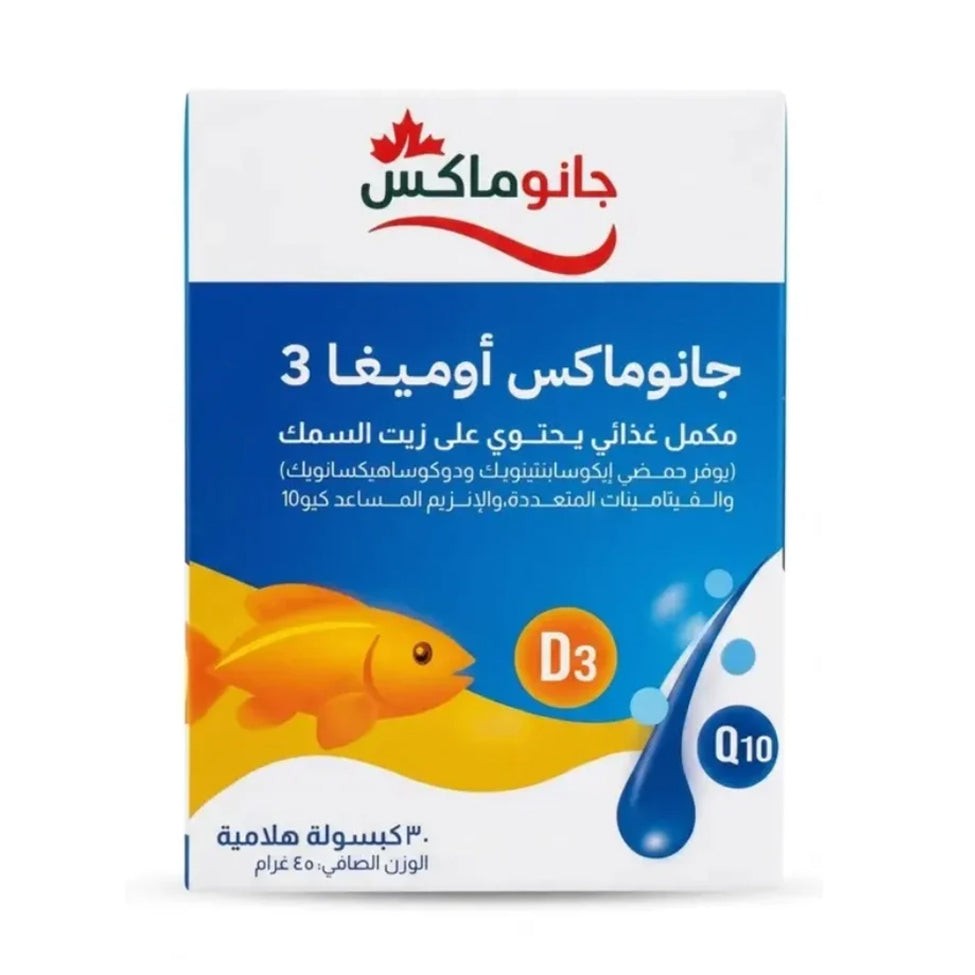 جانوماكس
جانوماكس أوميغا 3
مكمل غذائي يحتوي على زيت السمك
(يوفر حمضي إيكوسابنتينويك ودوكوساهيكسانويك)
والفيتامينات المتعددة،والإنزيم المساعد كيو10
D3
Q10
٣٠ كبسولة هلامية
الوزن الصافي: ٤٥ غرام